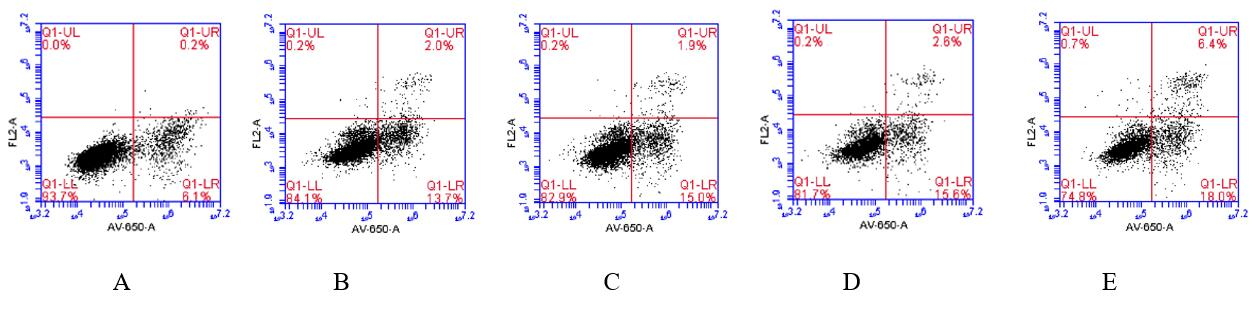 Q1-UL Q1-UR
0.0% 0.2%
Q1-LL Q1-LR
93.7% 6.1%
FL2-A
AV-650-A
A
Q1-UL Q1-UR
0.2% 2.0%
Q1-LL Q1-LR
84.1% 13.7%
FL2-A
AV-650-A
B
Q1-UL Q1-UR
0.2% 1.9%
Q1-LL Q1-LR
82.9% 15.0%
FL2-A
AV-650-A
C
Q1-UL Q1-UR
0.2% 2.6%
Q1-LL Q1-LR
81.7% 15.6%
FL2-A
AV-650-A
D
Q1-UL Q1-UR
0.7% 6.4%
Q1-LL Q1-LR
74.8% 18.0%
FL2-A
AV-650-A
E